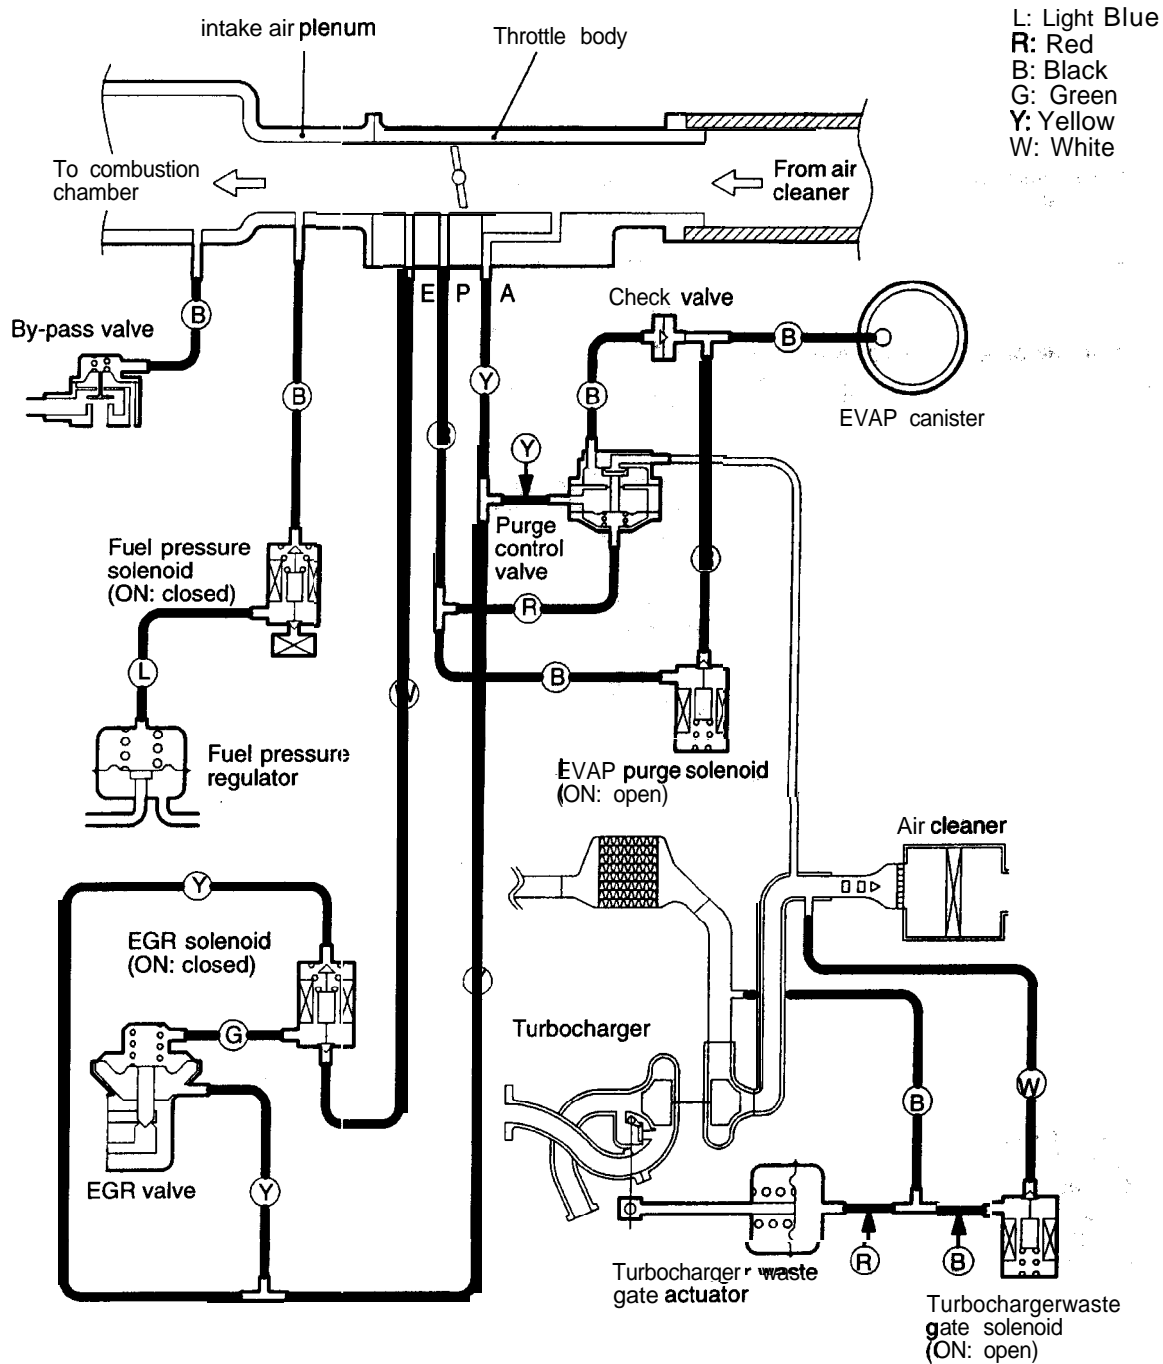 L: Light Blue
R: Red
B: Black
G: Green
Y: Yellow
W: White
intake air plenum
Throttle body
To combustion
chamber
From air
cleaner
E P A
B
By-pass valve
B
Y
Check valve
B
B
EVAP canister
Y
Purge
control
valve
Fuel pressure
solenoid
(ON: closed)
R
L
B
W
Fuel pressure
regulator
EVAP purge solenoid
(ON: open)
Air cleaner
Y
EGR solenoid
(ON: closed)
G
Turbocharger
W
B
EGR valve
Y
R
B
Turbocharger waste
gate actuator
Turbochargerwaste
gate solenoid
(ON: open)